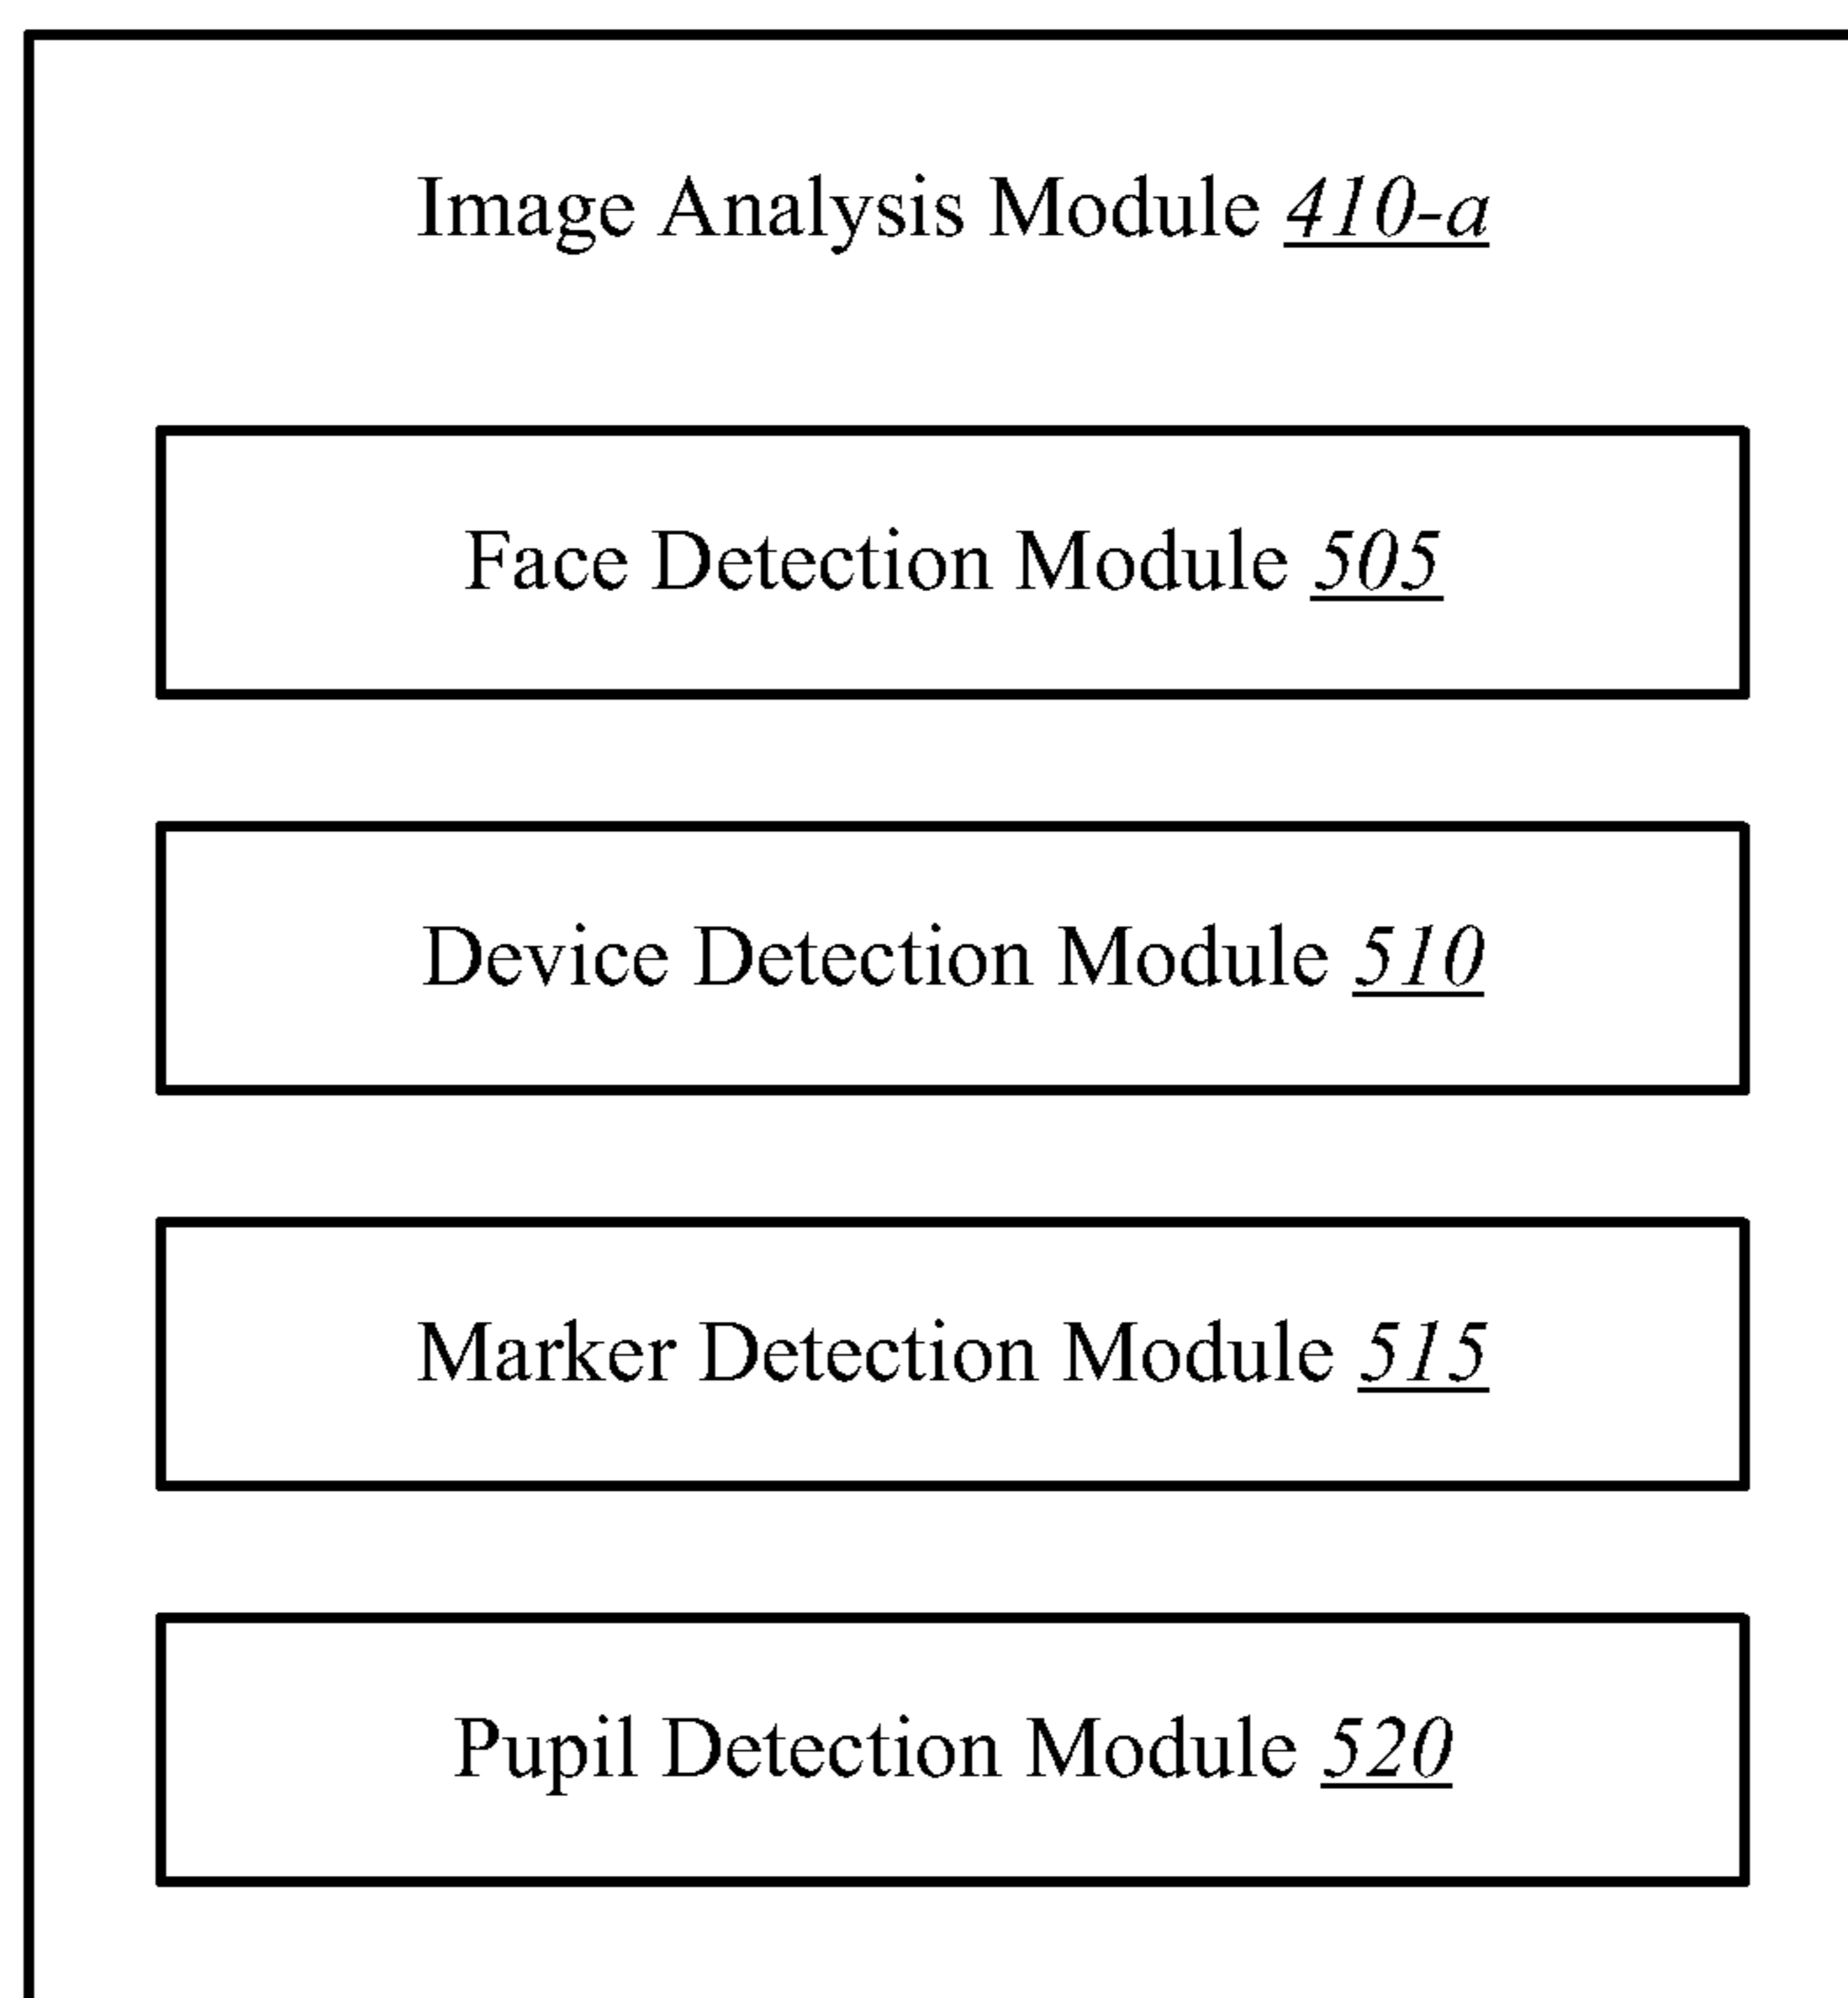 Image Analysis Module 410-a
Face Detection Module 505
Device Detection Module 510
Marker Detection Module 515
Pupil Detection Module 520